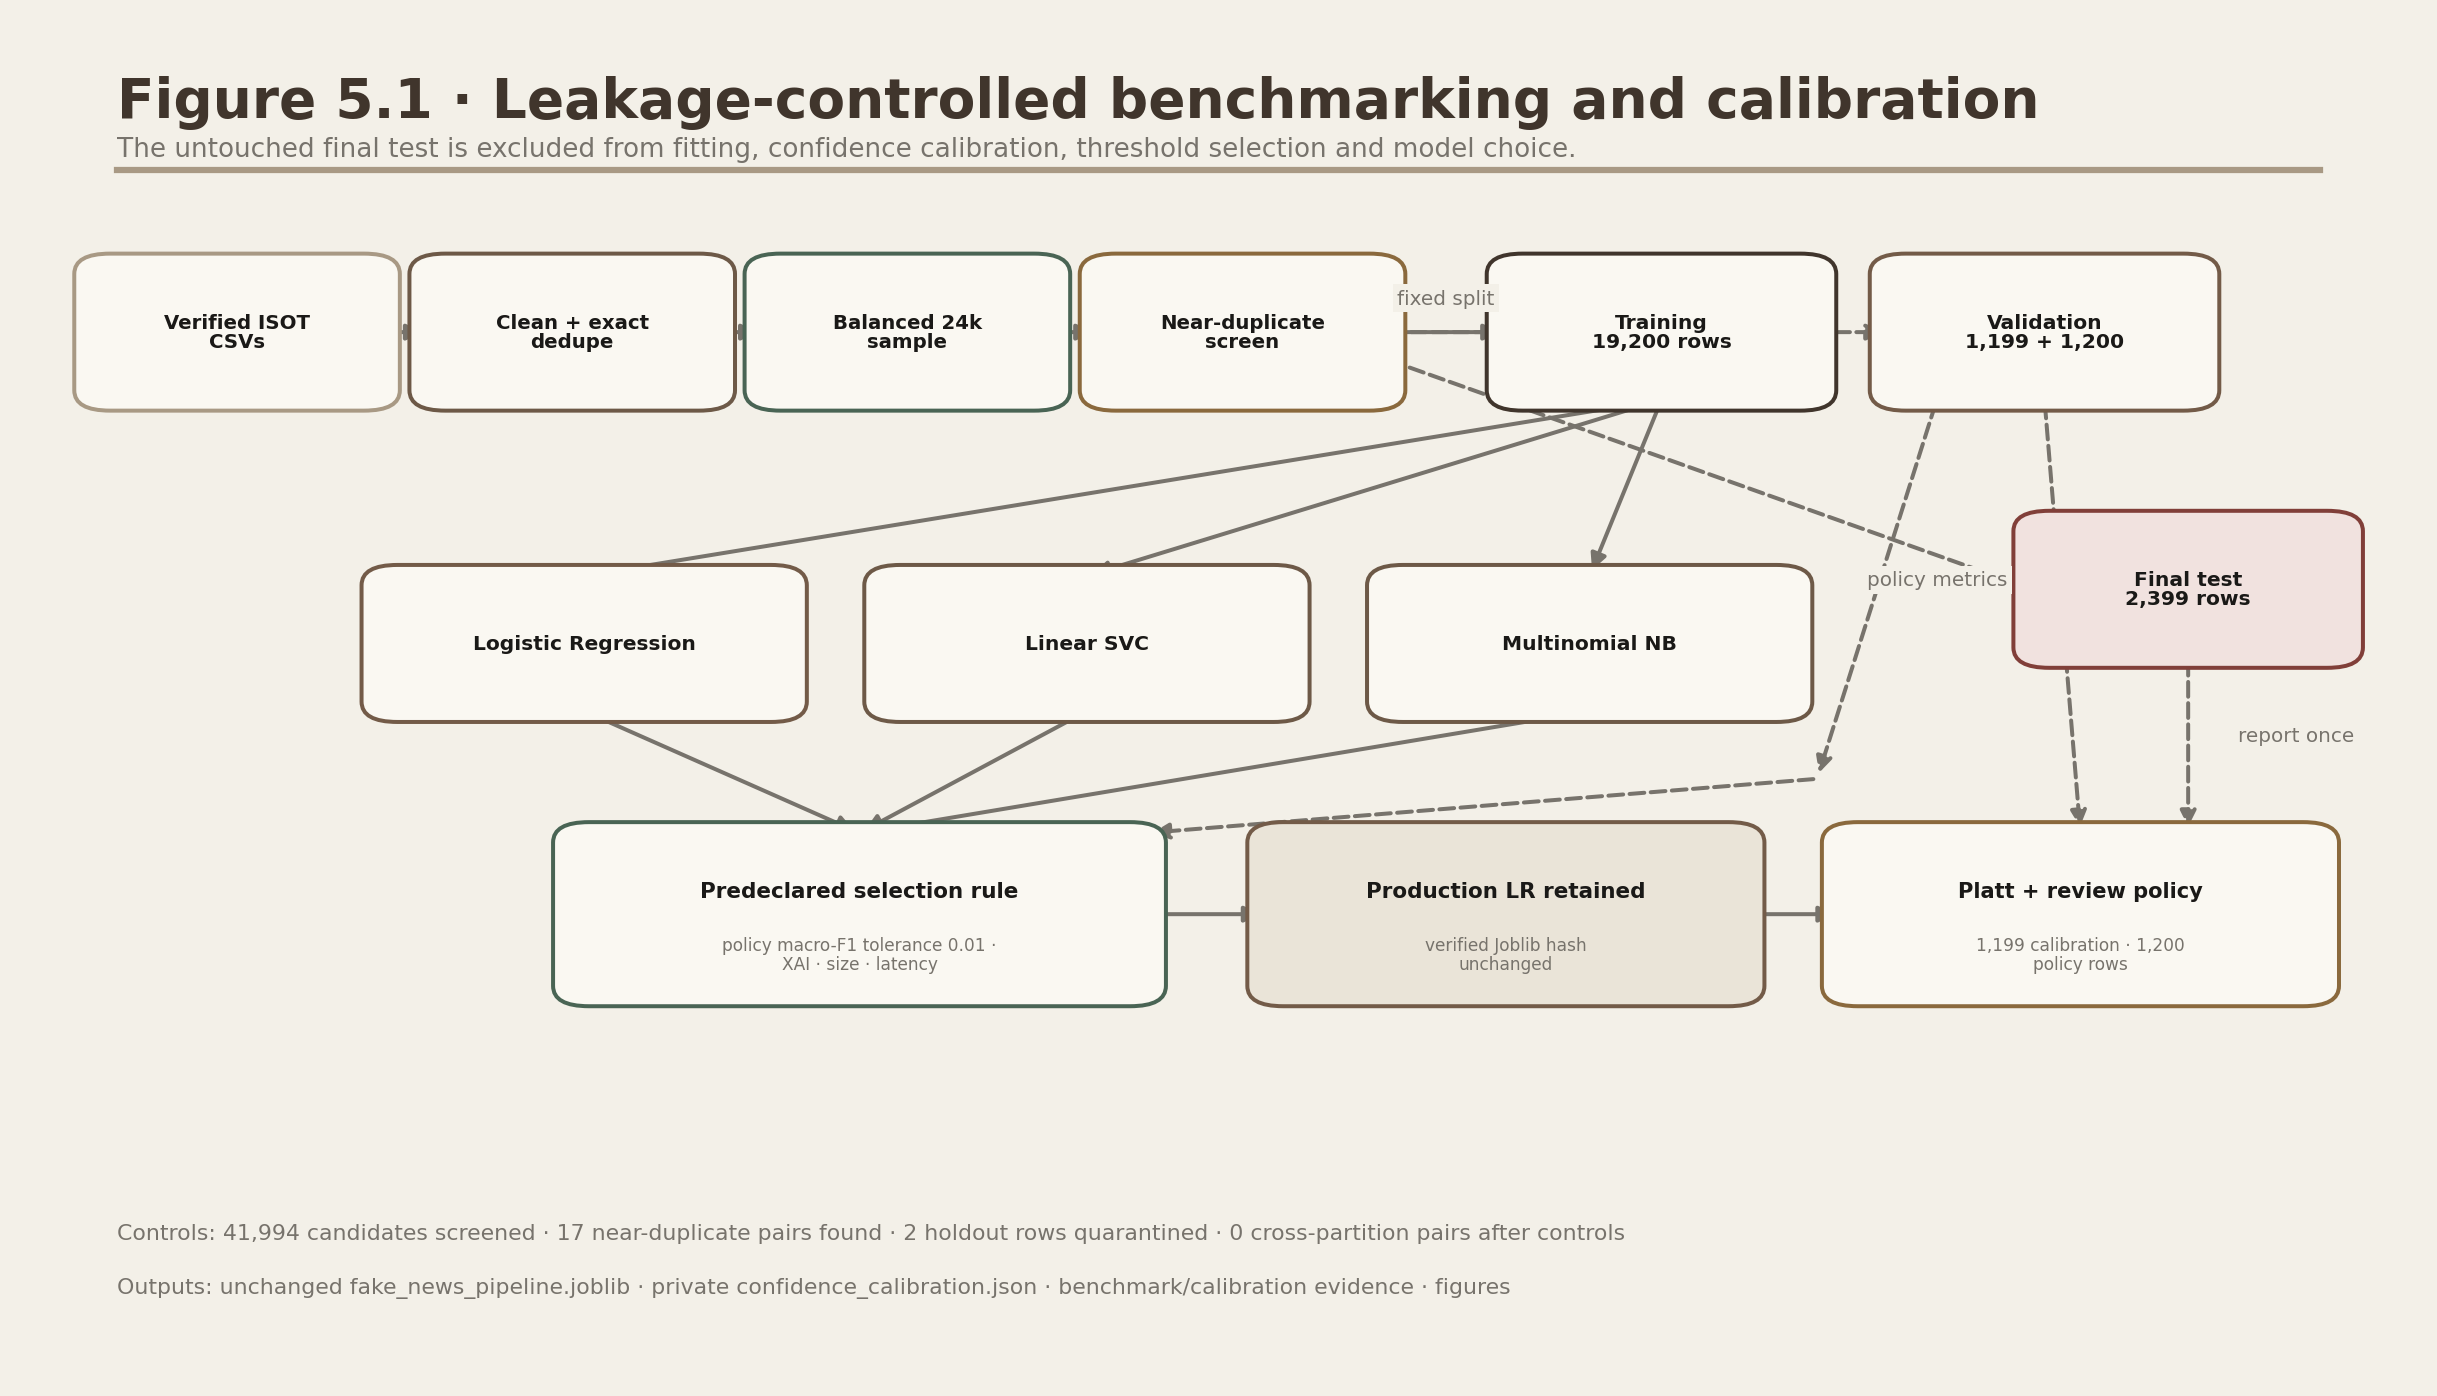 Figure 5.1 · Leakage-controlled benchmarking and calibration
The untouched final test is excluded from fitting, confidence calibration, threshold selection and model choice.
Verified ISOT
CSVs
Clean + exact
dedupe
Balanced 24k
sample
Near-duplicate
screen
fixed split
Training
19,200 rows
Validation
1,199 + 1,200
Logistic Regression
Linear SVC
Multinomial NB
policy metrics
Final test
2,399 rows
report once
Predeclared selection rule
policy macro-F1 tolerance 0.01 ·
XAI · size · latency
Production LR retained
verified Joblib hash
unchanged
Platt + review policy
1,199 calibration · 1,200
policy rows
Controls: 41,994 candidates screened · 17 near-duplicate pairs found · 2 holdout rows quarantined · 0 cross-partition pairs after controls
Outputs: unchanged fake_news_pipeline.joblib · private confidence_calibration.json · benchmark/calibration evidence · figures